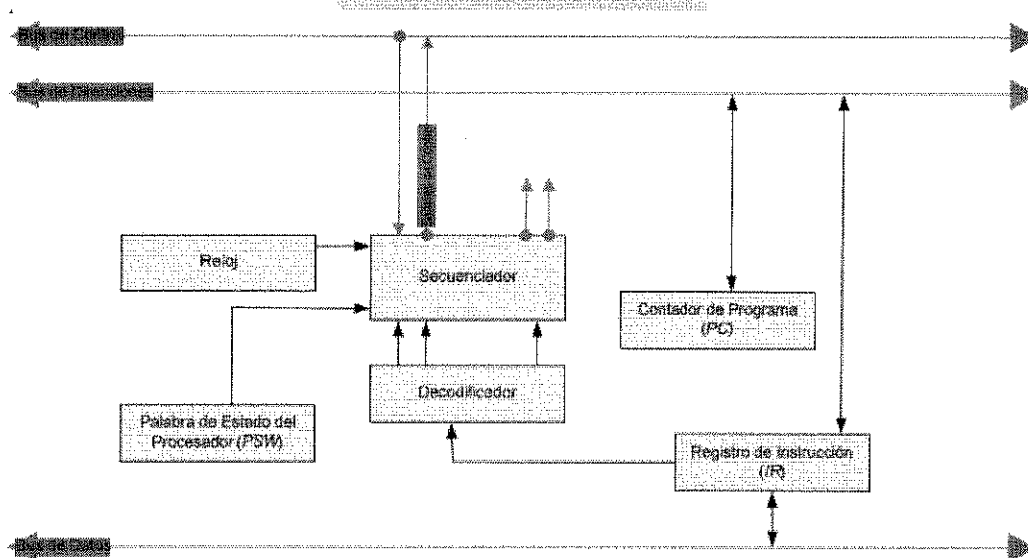 Bus de Control
Bus de Direcciones
Reloj
Secuenciador
Contador de Programa
(PC)
Decodificador
Palabra de Estado del
Procesador (PSW)
Registro de Instrucción
(IR)
Bus de Datos